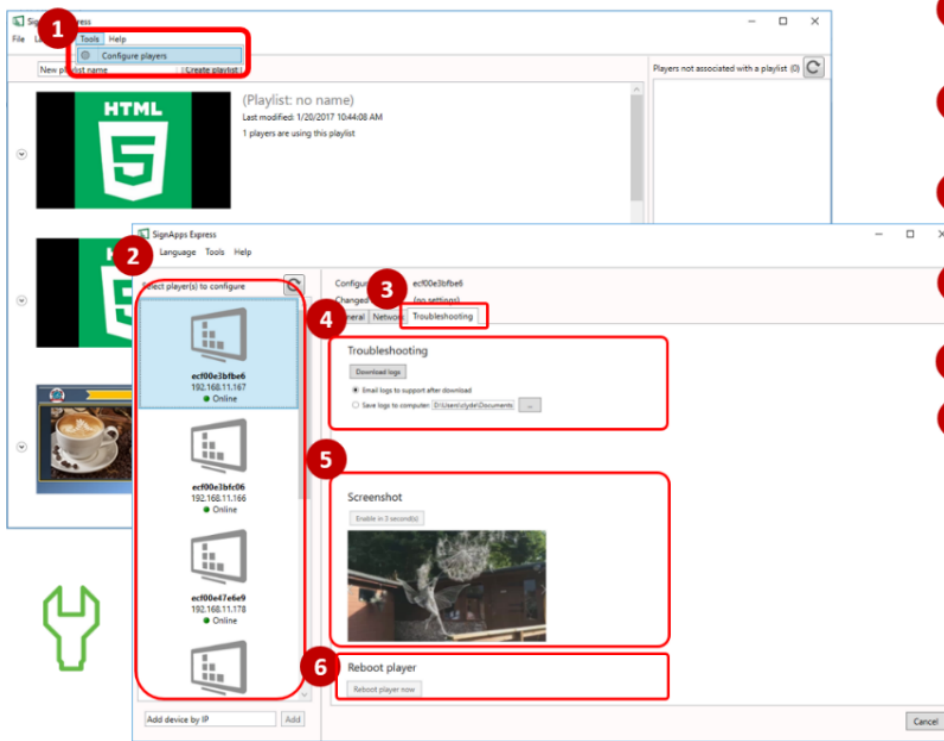 1
SignApps Express
File
Tools
Help
Configure players
New playlist name
Create playlist
Players not associated with a playlist (0)
HTML
5
(Playlist: no name)
Last modified: 1/20/2017 10:44:08 AM
1 players are using this playlist
2
SignApps Express
Language Tools Help
Select player(s) to configure
ecf00e3bfbe6
192.168.11.167
Online
ecf00e3bfc06
192.168.11.166
Online
ecf00e47e6e9
192.168.11.178
Online
Add device by IP
Add
3
ecf00e3bfbe6
Changed
(no settings)
4
Network
Troubleshooting
Troubleshooting
Download logs
Email logs to support after download
Save logs to computer: D:\Users\clyde\Documents
...
5
Screenshot
Enable in 3 second(s)
6
Reboot player
Reboot player now
Cancel